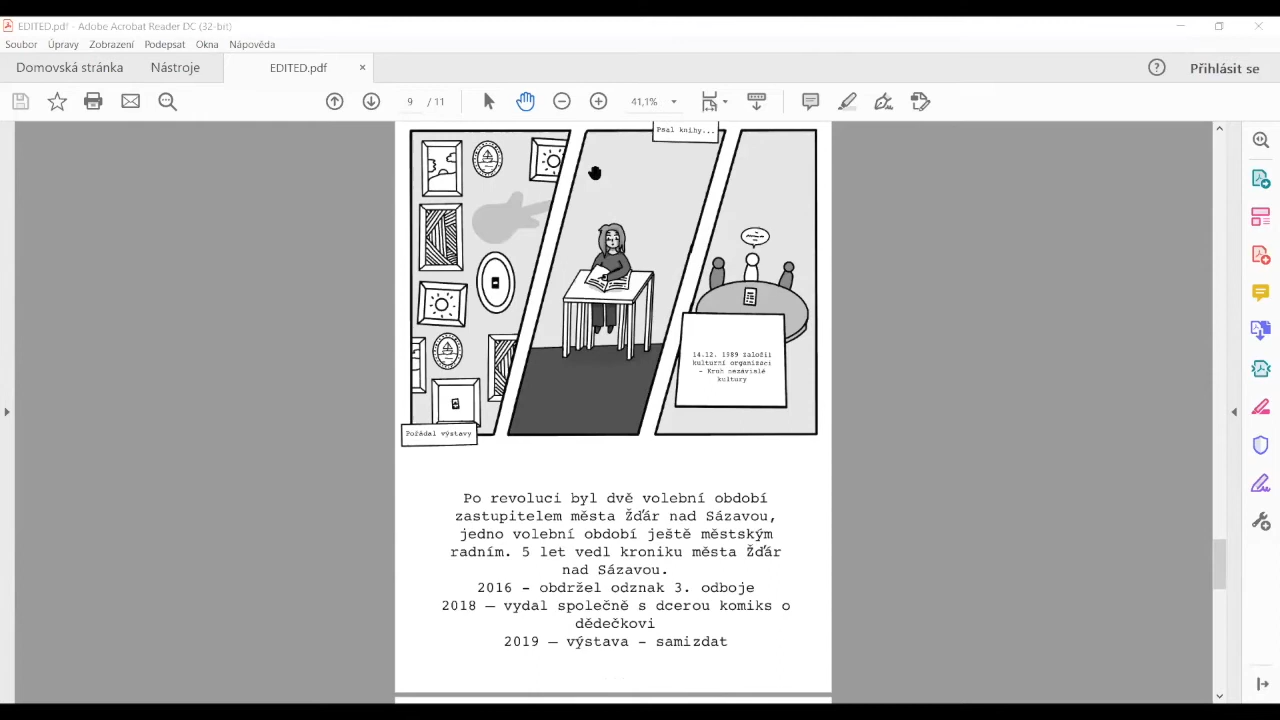 EDITED.pdf - Adobe Acrobat Reader DC (32-bit)
Soubor Úpravy Zobrazení Podepsat Okna Nápověda
Domovská stránka Nástroje EDITED.pdf × Přihlásit se
9 / 11 41,1%
Psal knihy...
14.12. 1989 založil
kulturní organizaci
- Kruh nezávislé
kultury
Pořádal výstavy
Po revoluci byl dvě volební období
zastupitelem města Žďár nad Sázavou,
jedno volební období ještě městským
radním. 5 let vedl kroniku města Žďár
nad Sázavou.
2016 - obdržel odznak 3. odboje
2018 – vydal společně s dcerou komiks o
dědečkovi
2019 – výstava - samizdat